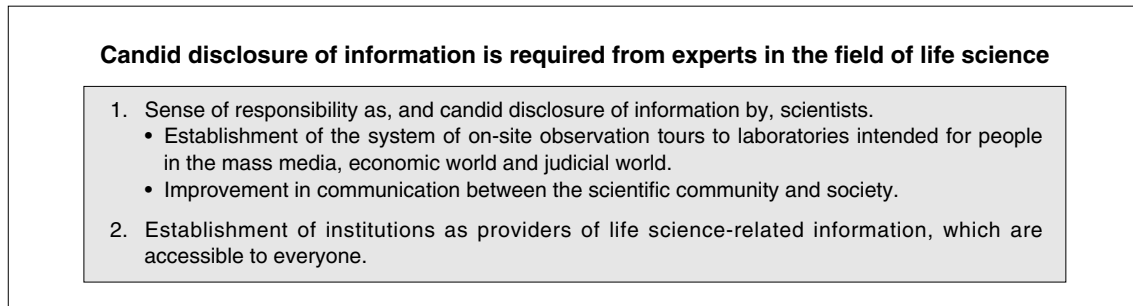 Candid disclosure of information is required from experts in the field of life science
1. Sense of responsibility as, and candid disclosure of information by, scientists.
• Establishment of the system of on-site observation tours to laboratories intended for people
in the mass media, economic world and judicial world.
• Improvement in communication between the scientific community and society.
2. Establishment of institutions as providers of life science-related information, which are
accessible to everyone.